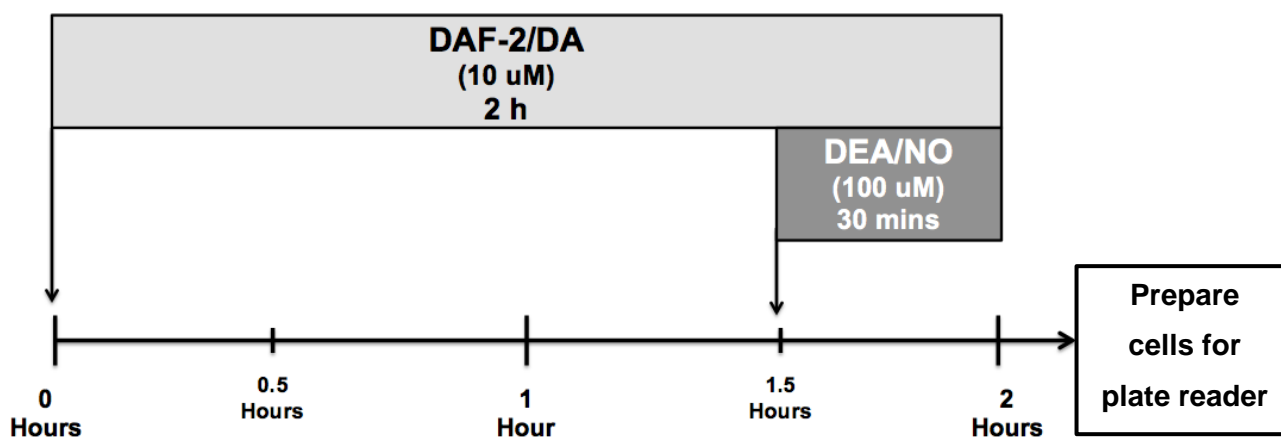 DAF-2/DA
(10 uM)
2 h
DEA/NO
(100 uM)
30 mins
0
Hours
0.5
Hours
1
Hour
1.5
Hours
2
Hours
Prepare
cells for
plate reader